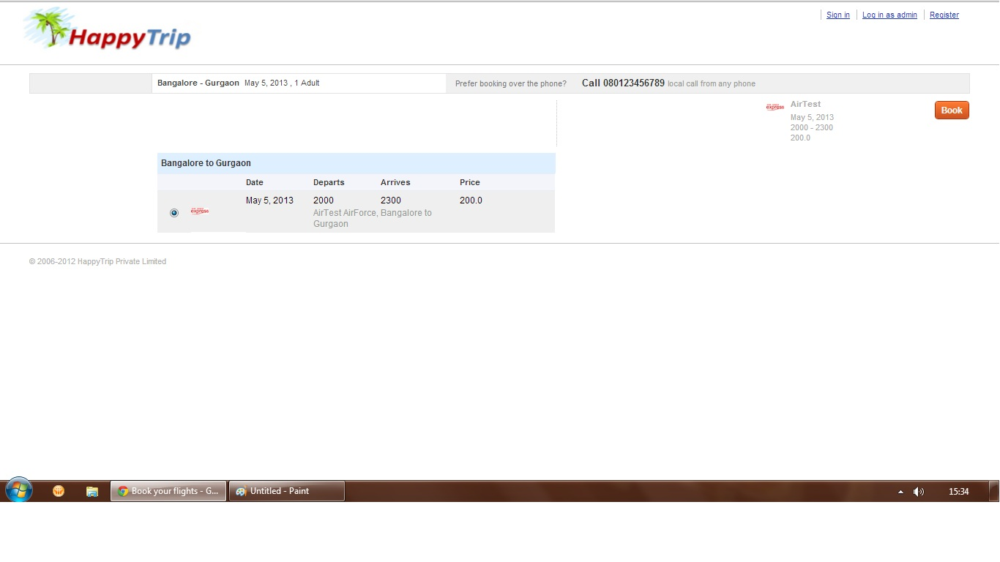 Sign in
Log in as admin
Register
HappyTrip
Bangalore - Gurgaon May 5, 2013 , 1 Adult
Prefer booking over the phone? Call 080123456789 local call from any phone
express
AirTest
May 5, 2013
2000 - 2300
200.0
Book
Bangalore to Gurgaon
Date Departs Arrives Price
May 5, 2013 2000 2300 200.0
express
AirTest AirForce, Bangalore to
Gurgaon
© 2006-2012 HappyTrip Private Limited
Book your flights - G...
Untitled - Paint
15:34